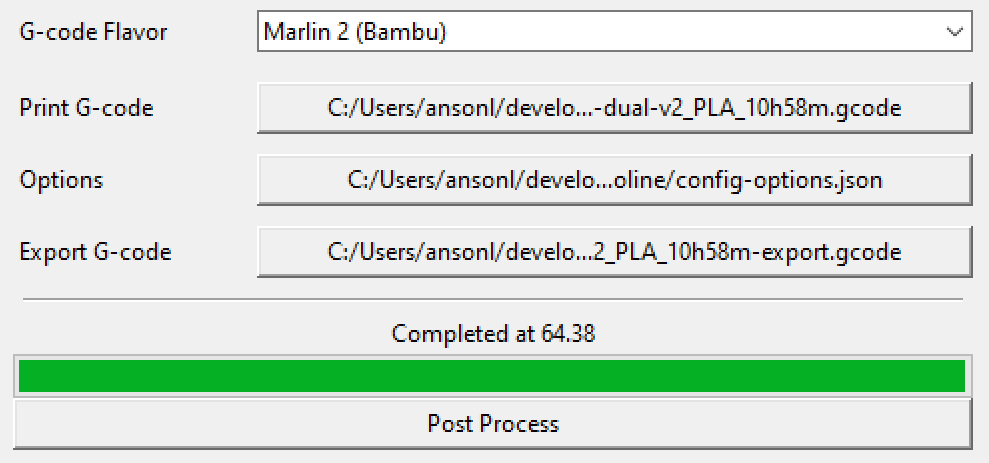 G-code Flavor Marlin 2 (Bambu)
Print G-code C:/Users/ansonl/develo...-dual-v2_PLA_10h58m.gcode
Options C:/Users/ansonl/develo...oline/config-options.json
Export G-code C:/Users/ansonl/develo...2_PLA_10h58m-export.gcode
Completed at 64.38
Post Process